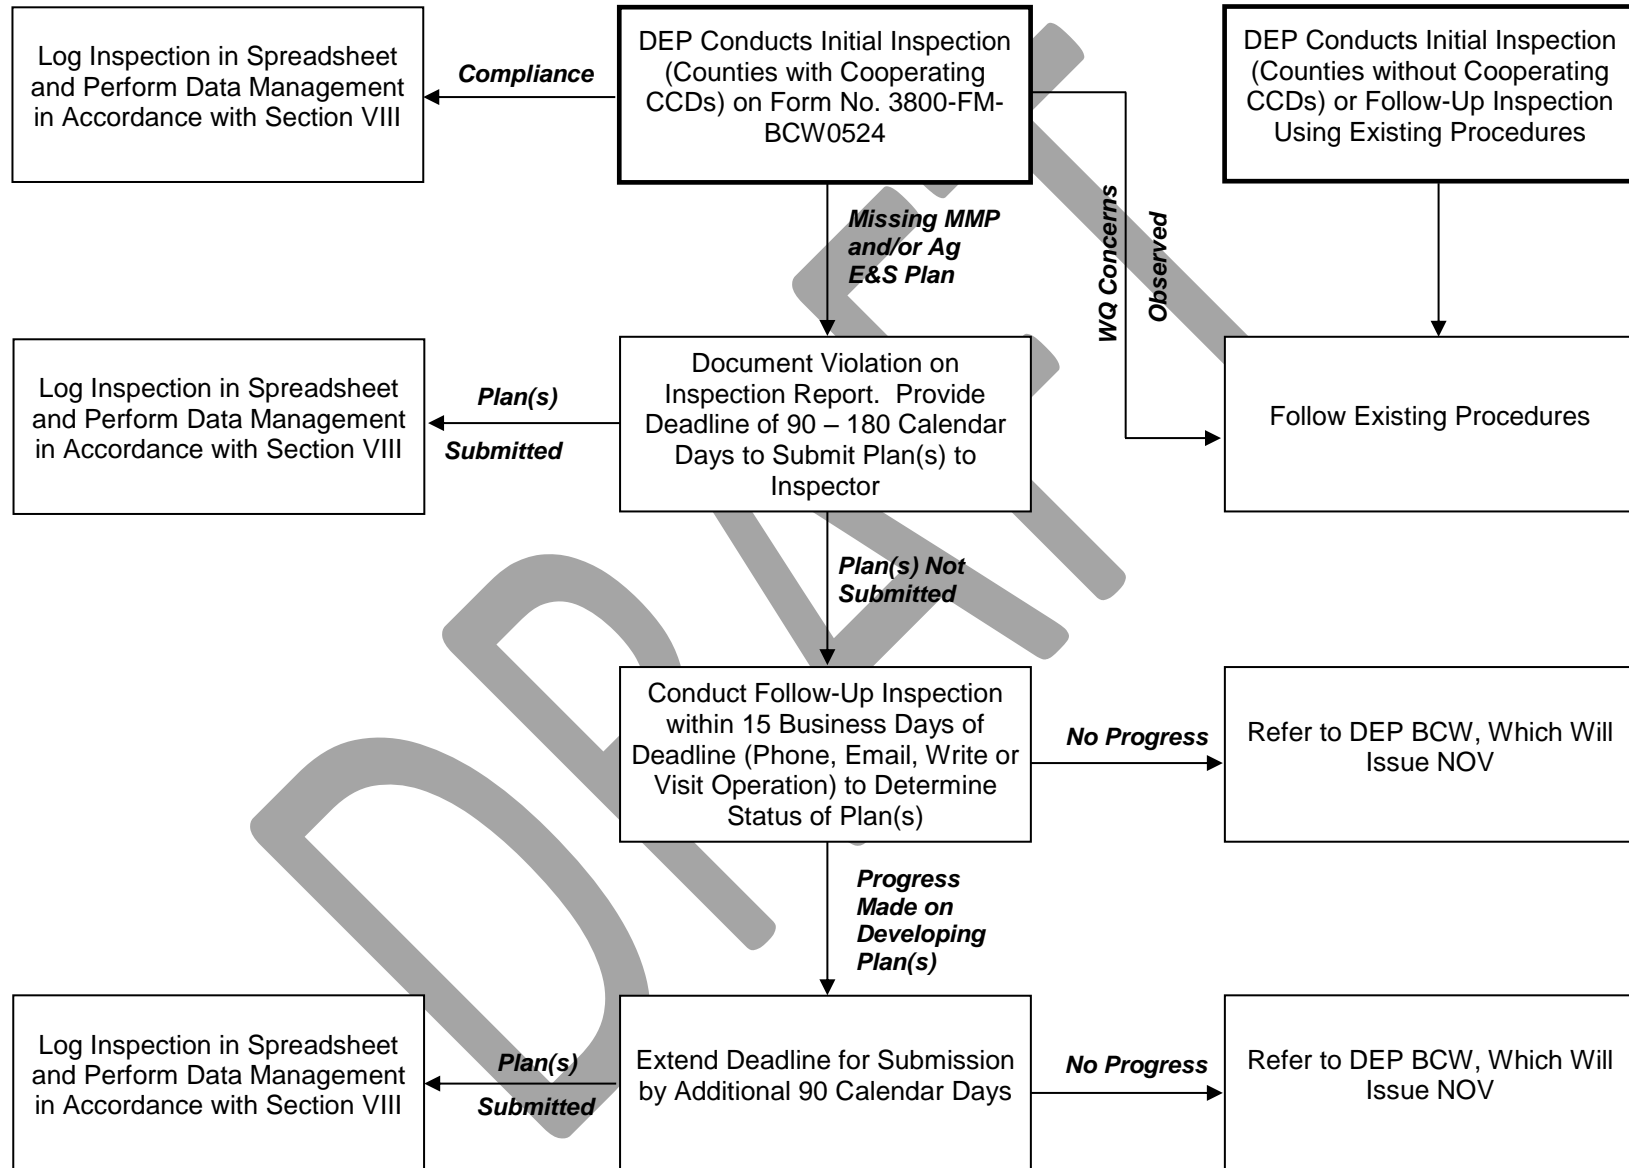 Log Inspection in Spreadsheet
and Perform Data Management
in Accordance with Section VIII
Compliance
DEP Conducts Initial Inspection
(Counties with Cooperating
CCDs) on Form No. 3800-FM-
BCW0524
DEP Conducts Initial Inspection
(Counties without Cooperating
CCDs) or Follow-Up Inspection
Using Existing Procedures
Missing MMP
and/or Ag
E&S Plan
WQ Concerns
Observed
Log Inspection in Spreadsheet
and Perform Data Management
in Accordance with Section VIII
Plan(s)
Submitted
Document Violation on
Inspection Report.  Provide
Deadline of 90 – 180 Calendar
Days to Submit Plan(s) to
Inspector
Follow Existing Procedures
Plan(s) Not
Submitted
Conduct Follow-Up Inspection
within 15 Business Days of
Deadline (Phone, Email, Write or
Visit Operation) to Determine
Status of Plan(s)
No Progress
Refer to DEP BCW, Which Will
Issue NOV
Progress
Made on
Developing
Plan(s)
Log Inspection in Spreadsheet
and Perform Data Management
in Accordance with Section VIII
Plan(s)
Submitted
Extend Deadline for Submission
by Additional 90 Calendar Days
No Progress
Refer to DEP BCW, Which Will
Issue NOV
DRAFT